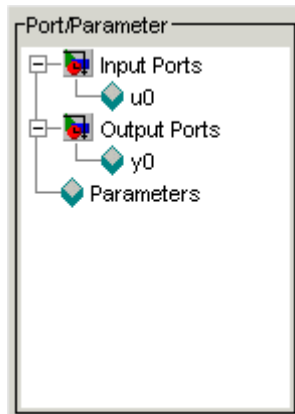 Port/Parameter
Input Ports
u0
Output Ports
y0
Parameters